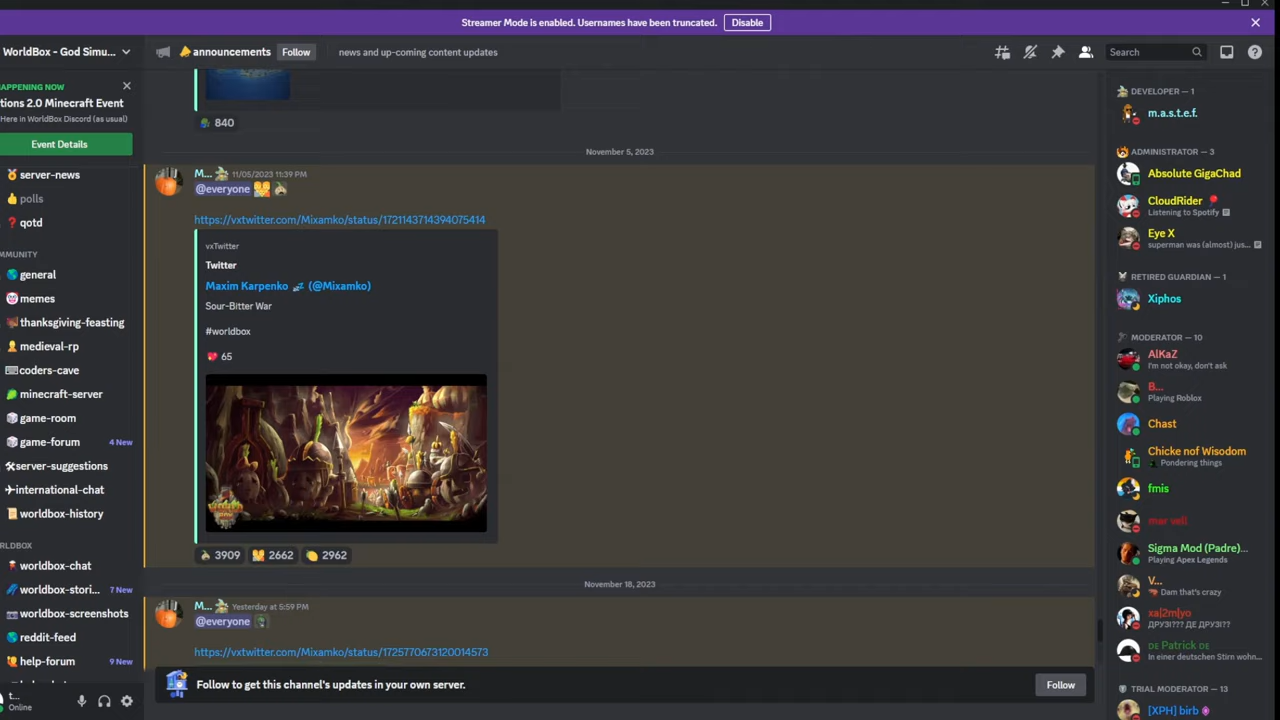 Streamer Mode is enabled. Usernames have been truncated. Disable
WorldBox - God Simu...
announcements Follow news and up-coming content updates
Search
APPENING NOW
tions 2.0 Minecraft Event
Here in WorldBox Discord (as usual)
Event Details
server-news
polls
qotd
MMUNITY
general
memes
thanksgiving-feasting
medieval-rp
coders-cave
minecraft-server
game-room
game-forum 4 New
server-suggestions
international-chat
worldbox-history
RLDBOX
worldbox-chat
worldbox-stori... 7 New
worldbox-screenshots
reddit-feed
help-forum 9 New
t...
Online
840
November 5, 2023
M... 11/05/2023 11:39 PM
@everyone
https://vxtwitter.com/Mixamko/status/1721143714394075414
vxTwitter
Twitter
Maxim Karpenko (@Mixamko)
Sour-Bitter War
#worldbox
65
3909 2662 2962
November 18, 2023
M... Yesterday at 5:59 PM
@everyone
https://vxtwitter.com/Mixamko/status/1725770673120014573
Follow to get this channel's updates in your own server. Follow
DEVELOPER — 1
m.a.s.t.e.f.
ADMINISTRATOR — 3
Absolute GigaChad
CloudRider
Listening to Spotify
Eye X
superman was (almost) jus...
RETIRED GUARDIAN — 1
Xiphos
MODERATOR — 10
AlKaZ
I'm not okay, don't ask
B...
Playing Roblox
Chast
Chicke nof Wisodom
Pondering things
fmis
mar vell
Sigma Mod (Padre)...
Playing Apex Legends
V...
Dam that's crazy
xa|2m|yo
ДРУЗІ??? ДЕ ДРУЗІ??
DE Patrick DE
In einer deutschen Stirn wohn...
TRIAL MODERATOR — 13
[XPH] birb